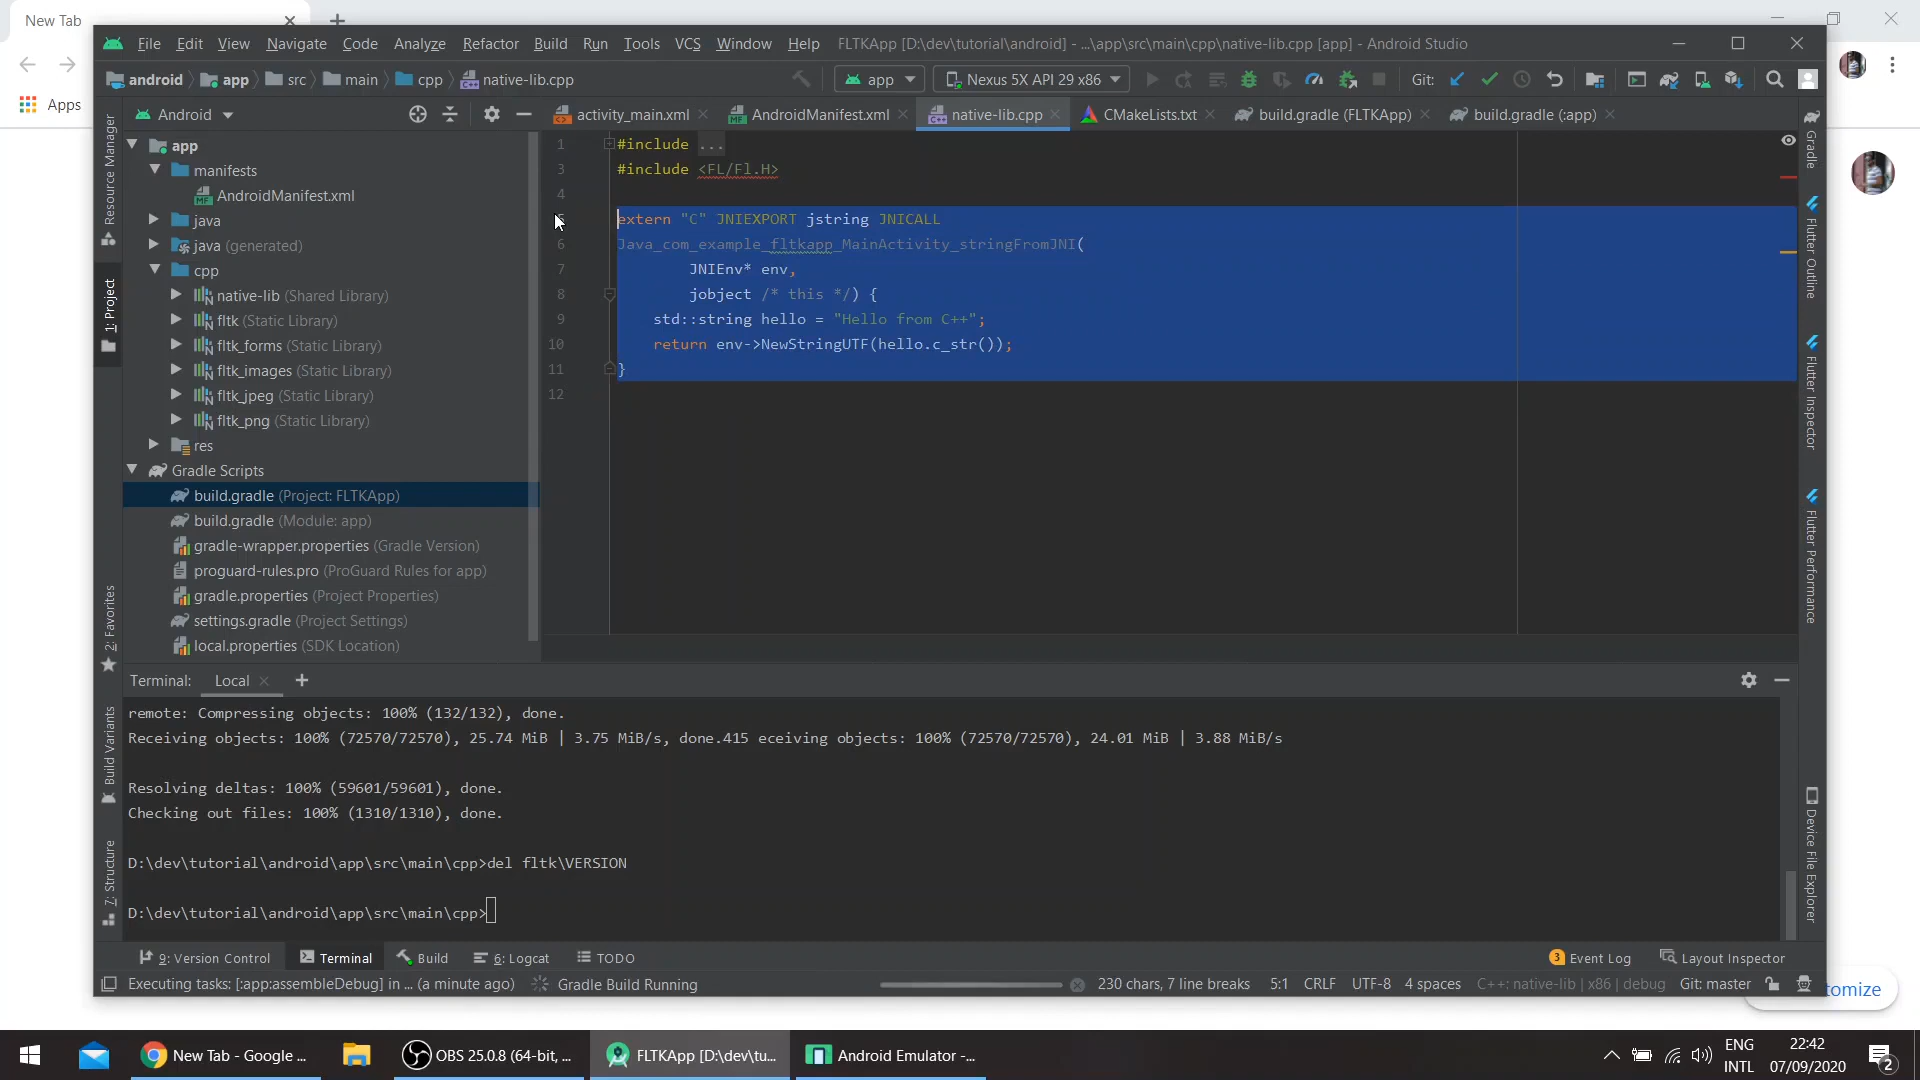 New Tab
File Edit View Navigate Code Analyze Refactor Build Run Tools VCS Window Help FLTKApp [D:\dev\tutorial\android] - ...\app\src\main\cpp\native-lib.cpp [app] - Android Studio
android app src main cpp native-lib.cpp app Nexus 5X API 29 x86 Git:
Apps
Android activity_main.xml AndroidManifest.xml native-lib.cpp CMakeLists.txt build.gradle (FLTKApp) build.gradle (:app)
Resource Manager
1: Project
2: Favorites
Build Variants
7: Structure
app
manifests
AndroidManifest.xml
java
java (generated)
cpp
native-lib (Shared Library)
fltk (Static Library)
fltk_forms (Static Library)
fltk_images (Static Library)
fltk_jpeg (Static Library)
fltk_png (Static Library)
res
Gradle Scripts
build.gradle (Project: FLTKApp)
build.gradle (Module: app)
gradle-wrapper.properties (Gradle Version)
proguard-rules.pro (ProGuard Rules for app)
gradle.properties (Project Properties)
settings.gradle (Project Settings)
local.properties (SDK Location)
1 #include ...
3 #include <FL/Fl.H>
4
5 extern "C" JNIEXPORT jstring JNICALL
6 Java_com_example_fltkapp_MainActivity_stringFromJNI(
7 JNIEnv* env,
8 jobject /* this */) {
9 std::string hello = "Hello from C++";
10 return env->NewStringUTF(hello.c_str());
11 }
12
Gradle
Flutter Outline
Flutter Inspector
Flutter Performance
Device File Explorer
Terminal: Local
remote: Compressing objects: 100% (132/132), done.
Receiving objects: 100% (72570/72570), 25.74 MiB | 3.75 MiB/s, done.415 eceiving objects: 100% (72570/72570), 24.01 MiB | 3.88 MiB/s
Resolving deltas: 100% (59601/59601), done.
Checking out files: 100% (1310/1310), done.
D:\dev\tutorial\android\app\src\main\cpp>del fltk\VERSION
D:\dev\tutorial\android\app\src\main\cpp>
9: Version Control Terminal Build 6: Logcat TODO 3 Event Log Layout Inspector
Executing tasks: [:app:assembleDebug] in ... (a minute ago) Gradle Build Running 230 chars, 7 line breaks 5:1 CRLF UTF-8 4 spaces C++: native-lib | x86 | debug Git: master
tomize
New Tab - Google ... OBS 25.0.8 (64-bit, ... FLTKApp [D:\dev\tu... Android Emulator -...
ENG
INTL
22:42
07/09/2020
2